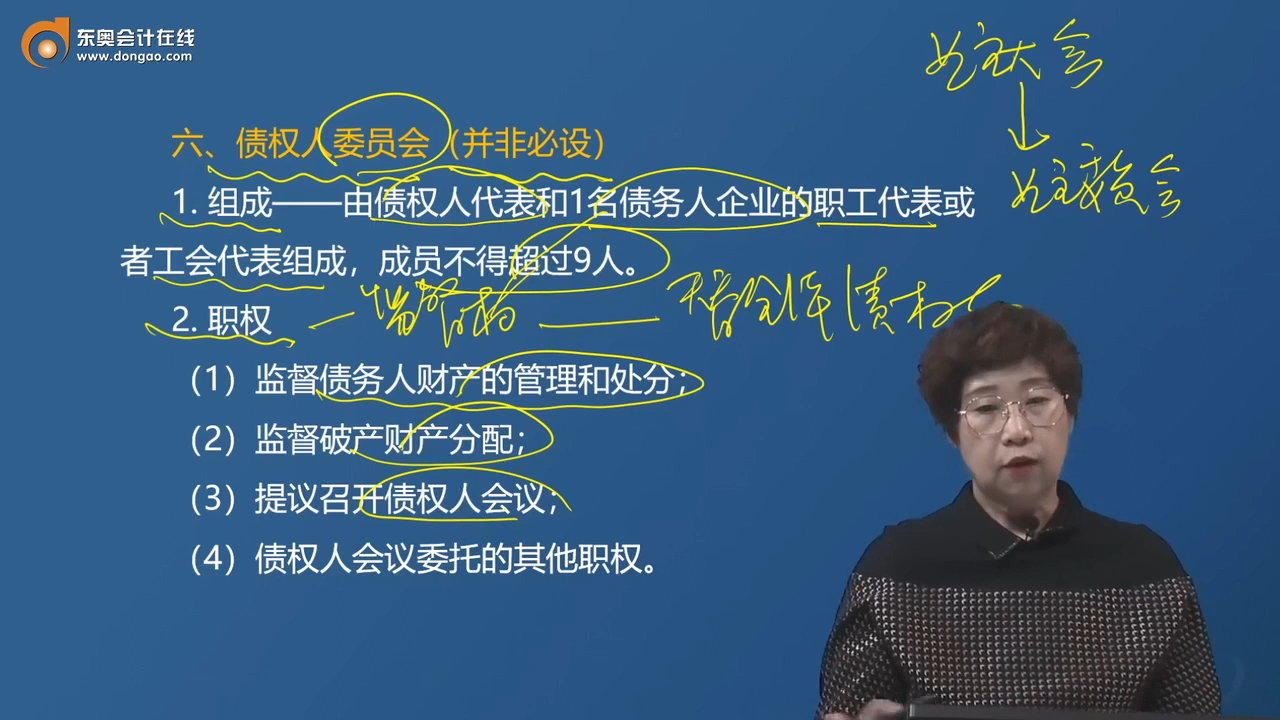 东奥会计在线
www.dongao.com
六、债权人委员会（并非必设）
1. 组成——由债权人代表和1名债务人企业的职工代表或
者工会代表组成，成员不得超过9人。
2. 职权
（1）监督债务人财产的管理和处分；
（2）监督破产财产分配；
（3）提议召开债权人会议；
（4）债权人会议委托的其他职权。